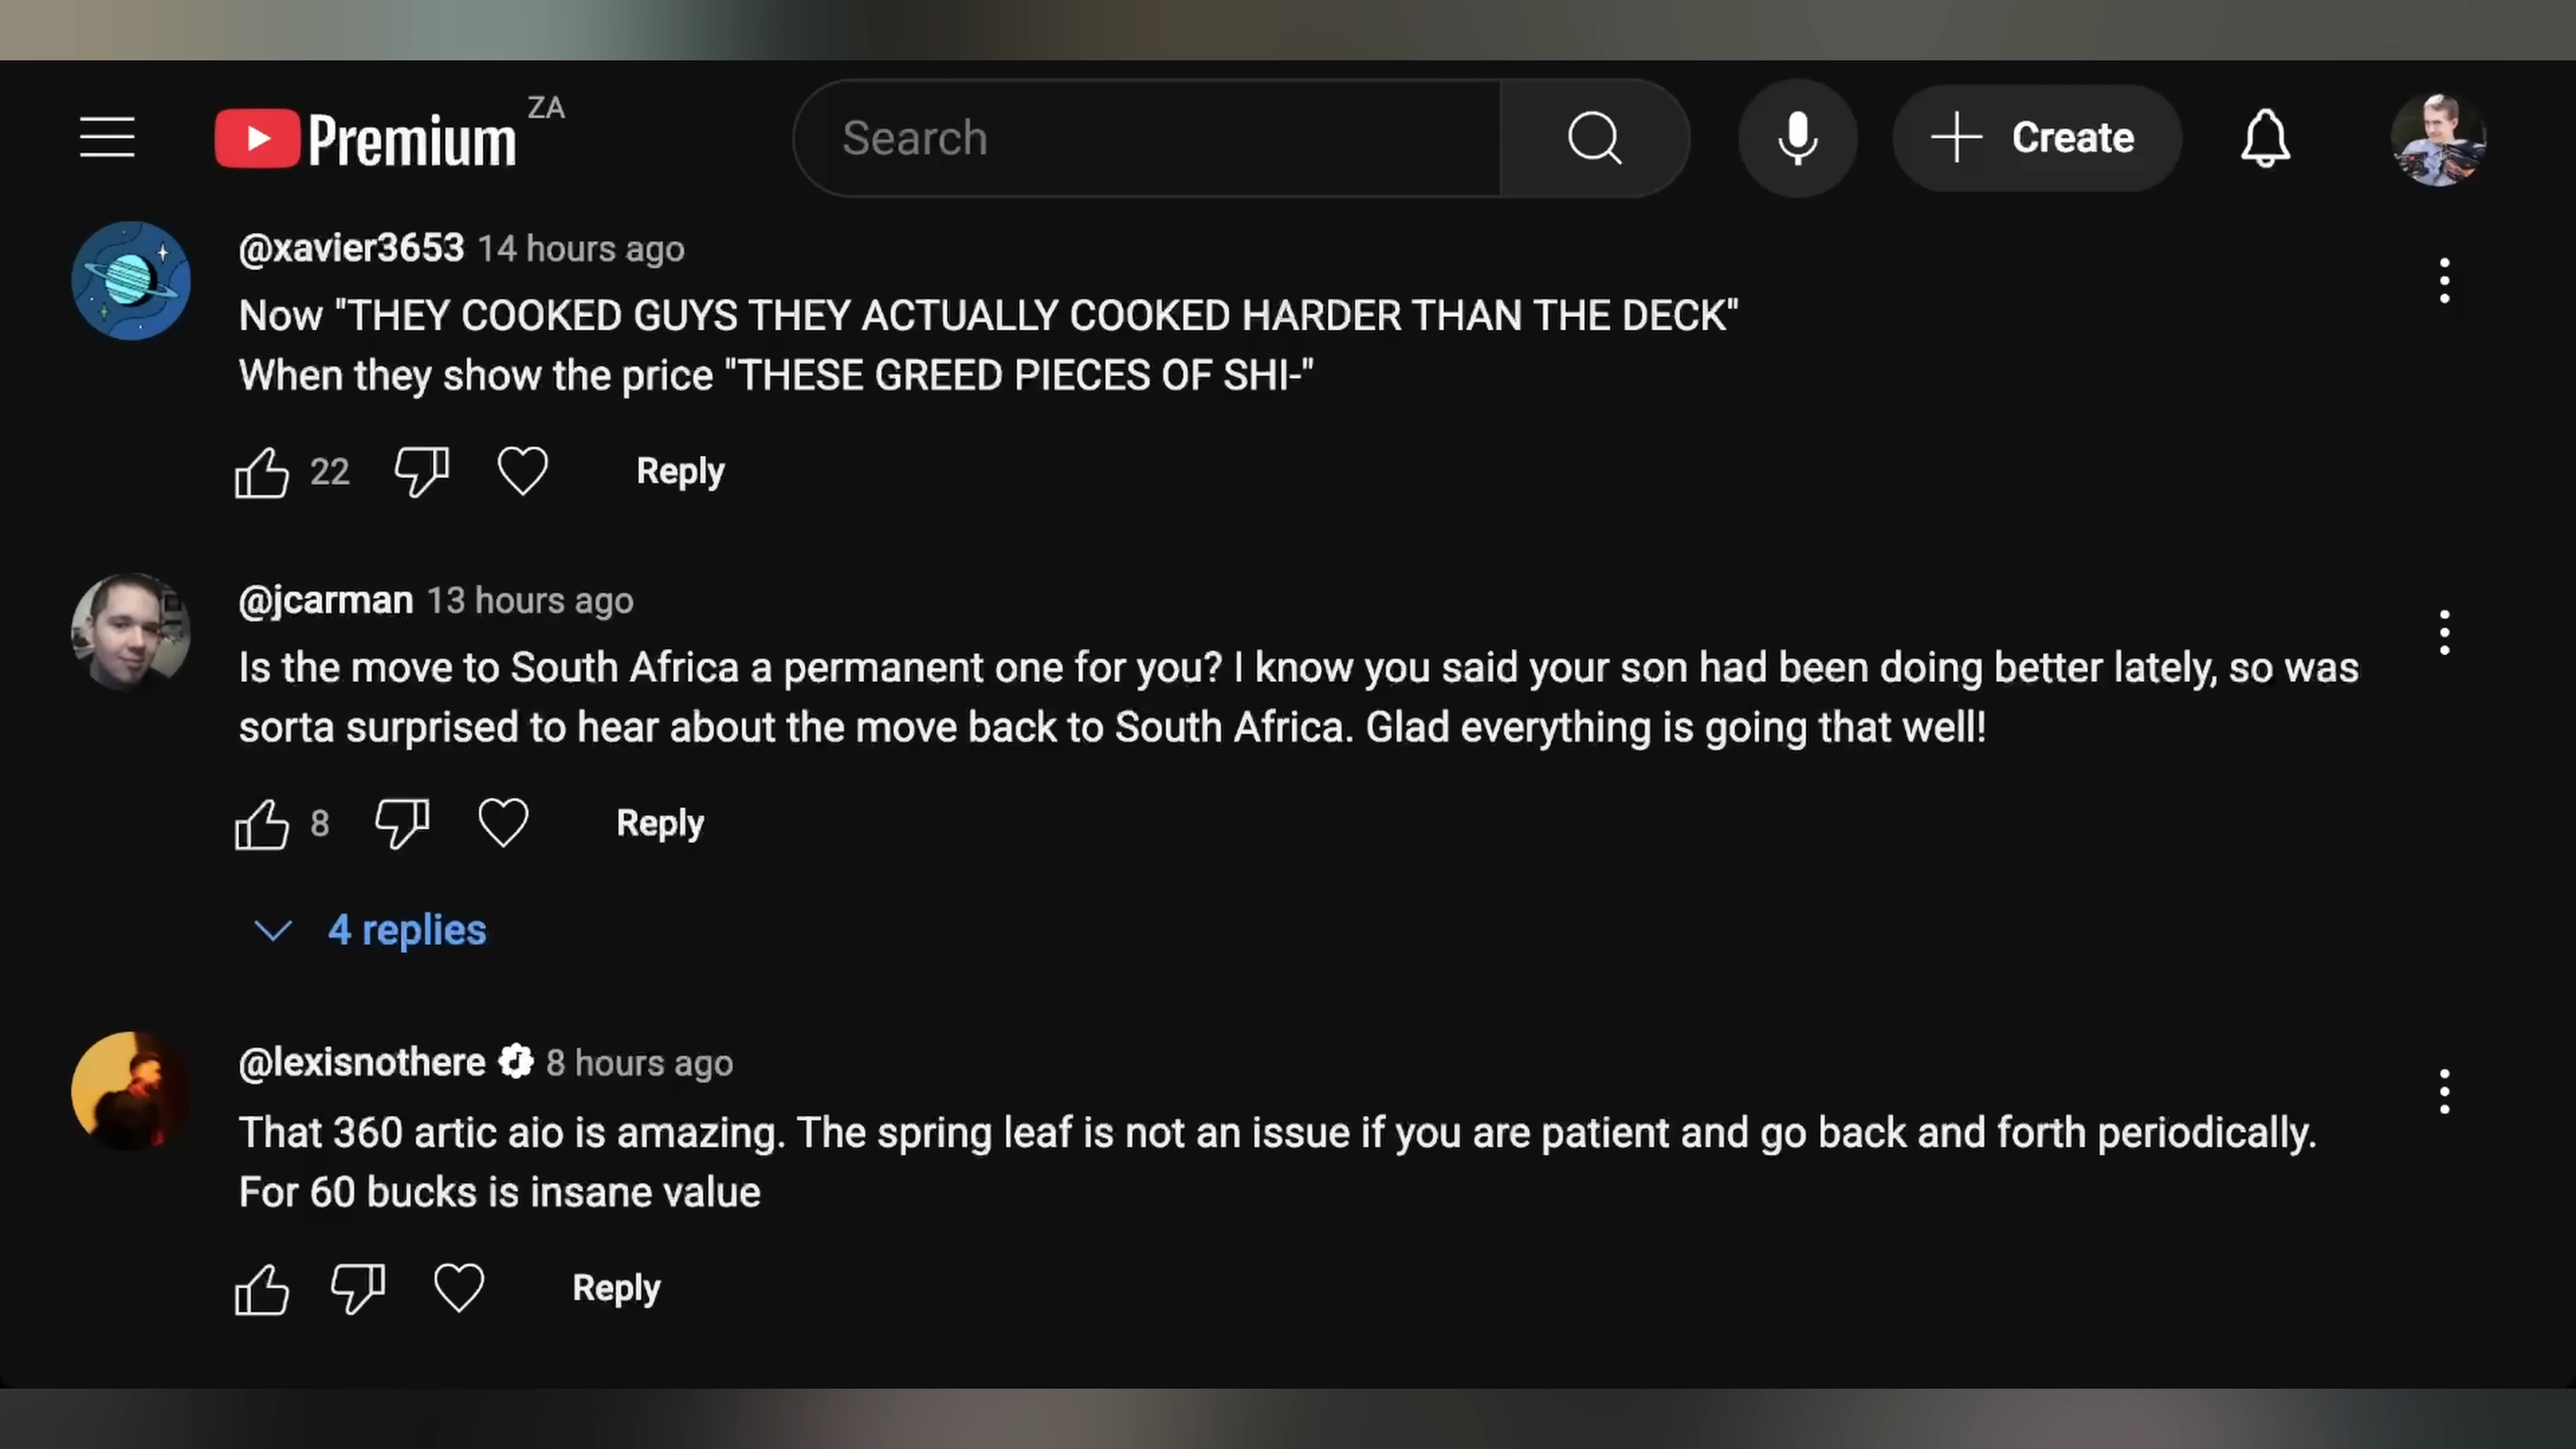 Premium ZA
Search
Create
@xavier3653 14 hours ago
Now "THEY COOKED GUYS THEY ACTUALLY COOKED HARDER THAN THE DECK"
When they show the price "THESE GREED PIECES OF SHI-"
22 Reply
@jcarman 13 hours ago
Is the move to South Africa a permanent one for you? I know you said your son had been doing better lately, so was
sorta surprised to hear about the move back to South Africa. Glad everything is going that well!
8 Reply
4 replies
@lexisnothere 8 hours ago
That 360 artic aio is amazing. The spring leaf is not an issue if you are patient and go back and forth periodically.
For 60 bucks is insane value
Reply